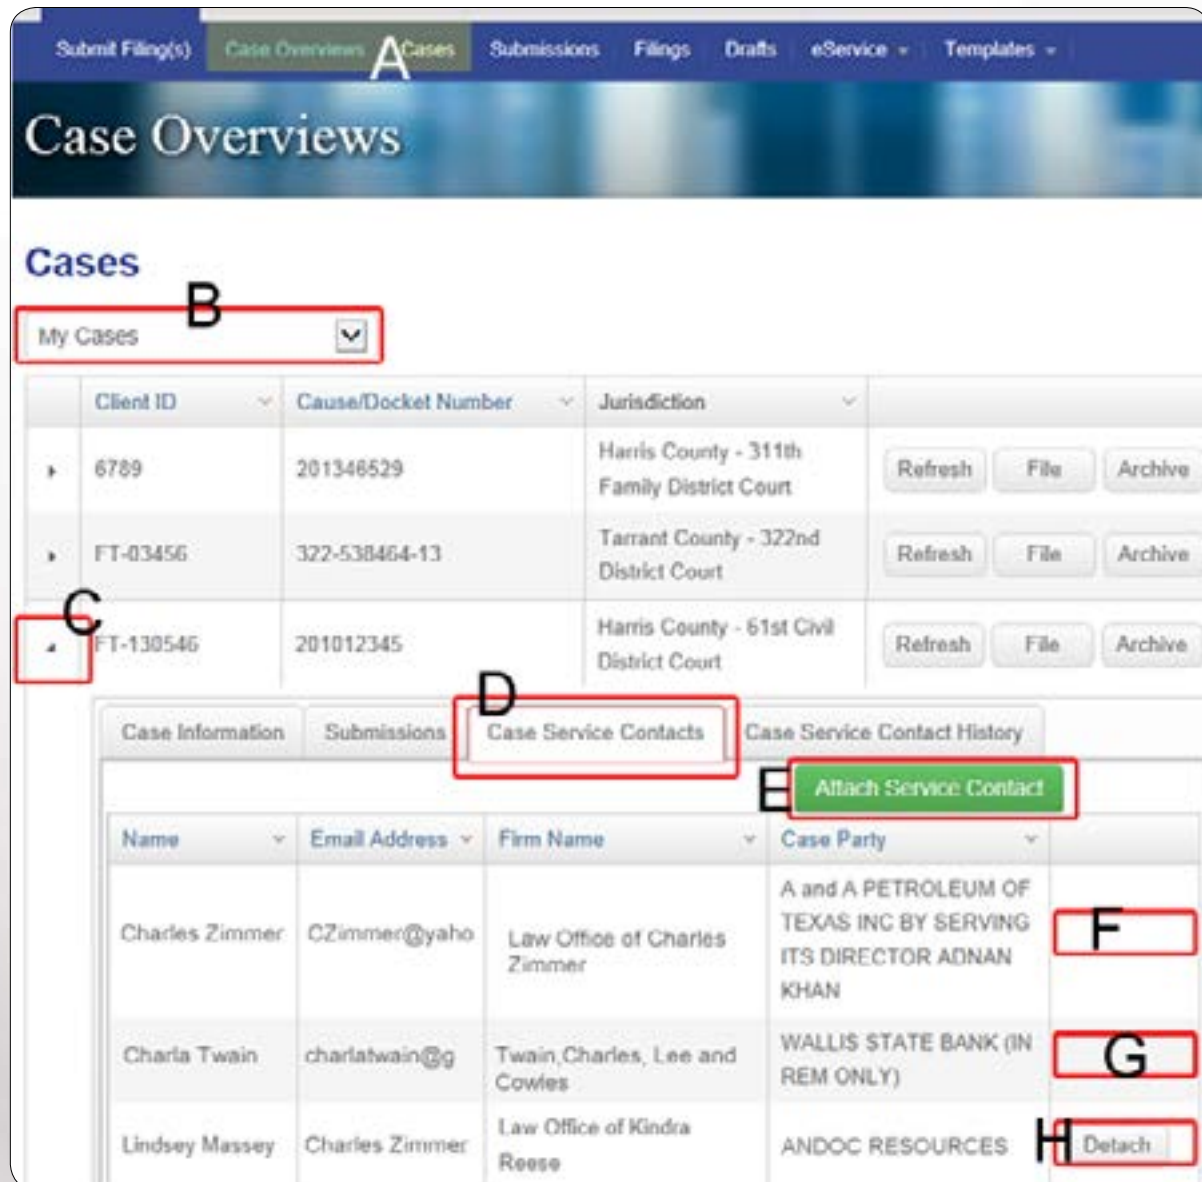 Submit Filing(s) Case Overviews A Cases Submissions Filings Drafts eService Templates
Case Overviews
Cases
B
My Cases
Client ID Cause/Docket Number Jurisdiction
6789 201346529 Harris County - 311th
Family District Court Refresh File Archive
FT-03456 322-538464-13 Tarrant County - 322nd
District Court Refresh File Archive
C
FT-130546 201012345 Harris County - 61st Civil
District Court Refresh File Archive
D
Case Information Submissions Case Service Contacts Case Service Contact History
E Attach Service Contact
Name Email Address Firm Name Case Party
Charles Zimmer CZimmer@yaho Law Office of Charles
Zimmer
A and A PETROLEUM OF
TEXAS INC BY SERVING
ITS DIRECTOR ADNAN
KHAN
F
Charla Twain charlatwain@g Twain,Charles, Lee and
Cowles
WALLIS STATE BANK (IN
REM ONLY)
G
Lindsey Massey Charles Zimmer Law Office of Kindra
Reese
ANDOC RESOURCES H Detach